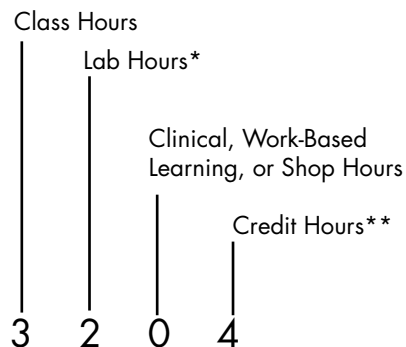 Class Hours
Lab Hours*
Clinical, Work-Based
Learning, or Shop Hours
Credit Hours**
3 2 0 4